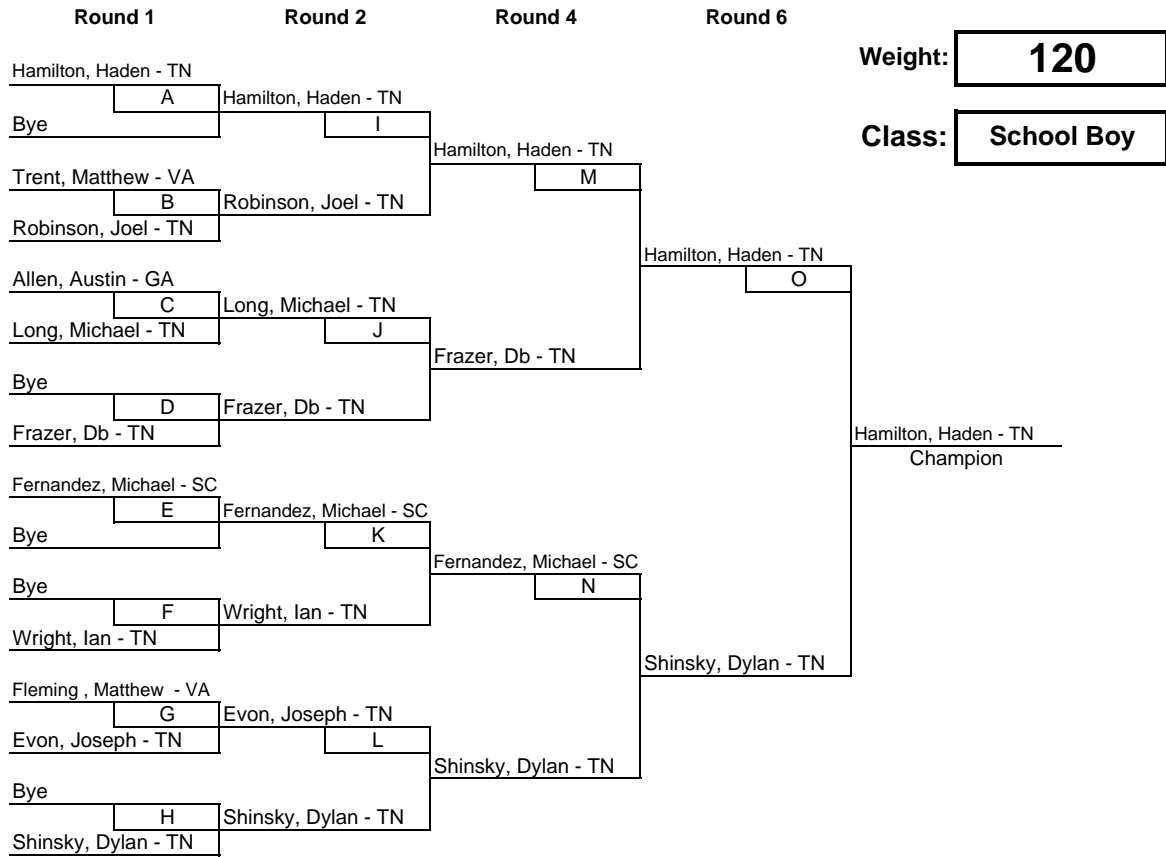 Round 1
Round 2
Round 4
Round 6
Weight: 120
Class: School Boy
Hamilton, Haden - TN
A
Hamilton, Haden - TN
Bye
I
Hamilton, Haden - TN
Trent, Matthew - VA
M
B
Robinson, Joel - TN
Robinson, Joel - TN
Hamilton, Haden - TN
Allen, Austin - GA
O
C
Long, Michael - TN
Long, Michael - TN
J
Frazer, Db - TN
Bye
D
Frazer, Db - TN
Frazer, Db - TN
Hamilton, Haden - TN
Champion
Fernandez, Michael - SC
E
Fernandez, Michael - SC
Bye
K
Fernandez, Michael - SC
Bye
N
F
Wright, Ian - TN
Wright, Ian - TN
Shinsky, Dylan - TN
Fleming , Matthew  - VA
G
Evon, Joseph - TN
Evon, Joseph - TN
L
Shinsky, Dylan - TN
Bye
H
Shinsky, Dylan - TN
Shinsky, Dylan - TN